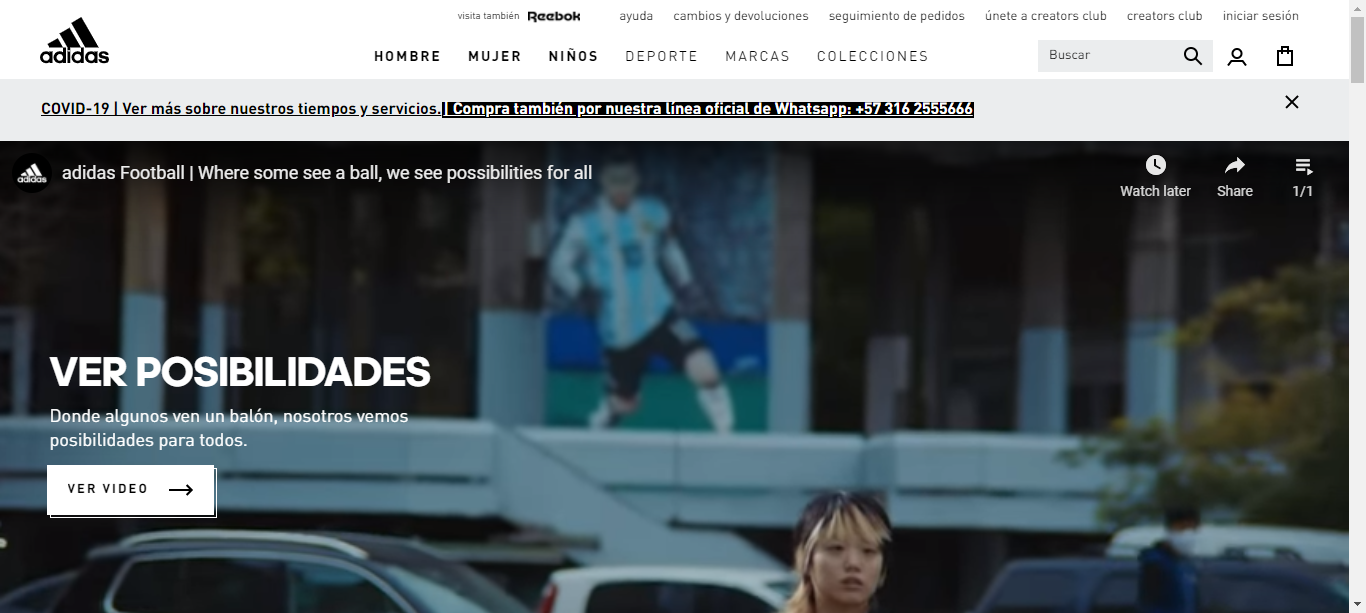 visita también Reebok ayuda cambios y devoluciones seguimiento de pedidos únete a creators club creators club iniciar sesión
adidas
HOMBRE MUJER NIÑOS DEPORTE MARCAS COLECCIONES Buscar
COVID-19 | Ver más sobre nuestros tiempos y servicios.| Compra también por nuestra línea oficial de Whatsapp: +57 316 2555666
adidas adidas Football | Where some see a ball, we see possibilities for all
Watch later Share 1/1
VER POSIBILIDADES
Donde algunos ven un balón, nosotros vemos
posibilidades para todos.
VER VIDEO